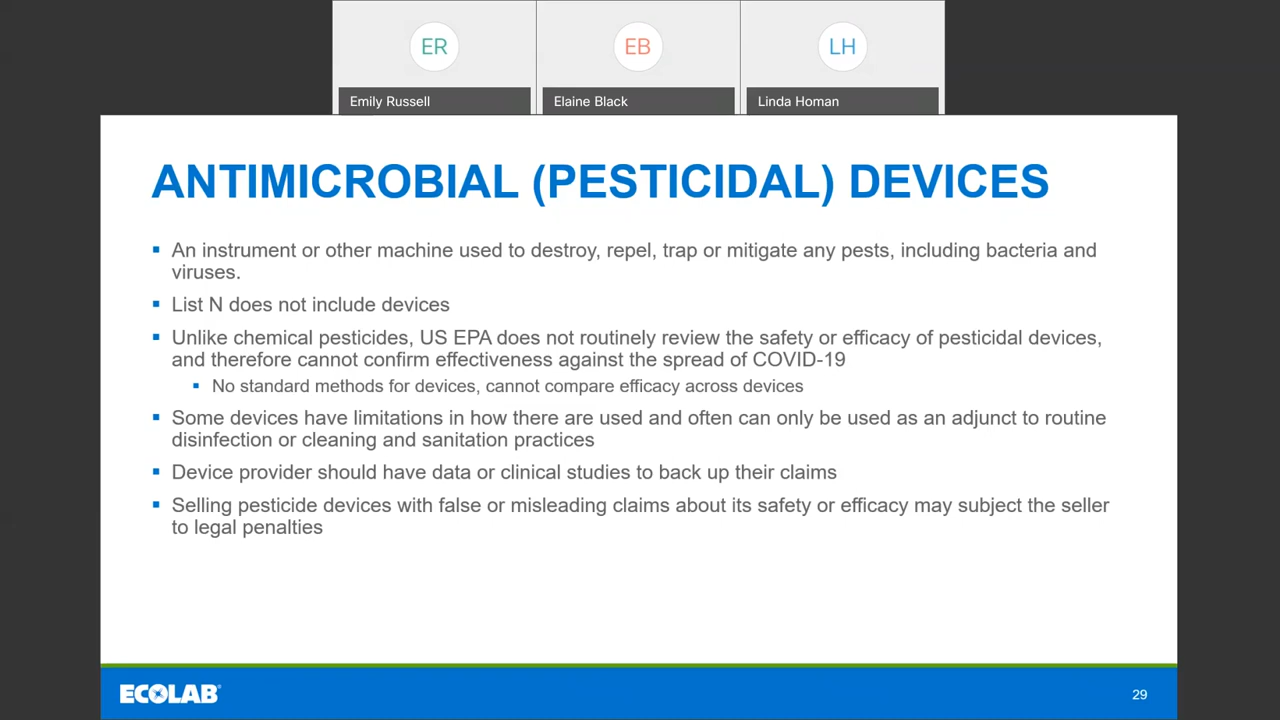 ER
EB
LH
Emily Russell
Elaine Black
Linda Homan
ANTIMICROBIAL (PESTICIDAL) DEVICES
An instrument or other machine used to destroy, repel, trap or mitigate any pests, including bacteria and
viruses.
List N does not include devices
Unlike chemical pesticides, US EPA does not routinely review the safety or efficacy of pesticidal devices,
and therefore cannot confirm effectiveness against the spread of COVID-19
No standard methods for devices, cannot compare efficacy across devices
Some devices have limitations in how there are used and often can only be used as an adjunct to routine
disinfection or cleaning and sanitation practices
Device provider should have data or clinical studies to back up their claims
Selling pesticide devices with false or misleading claims about its safety or efficacy may subject the seller
to legal penalties
ECOLAB®
29